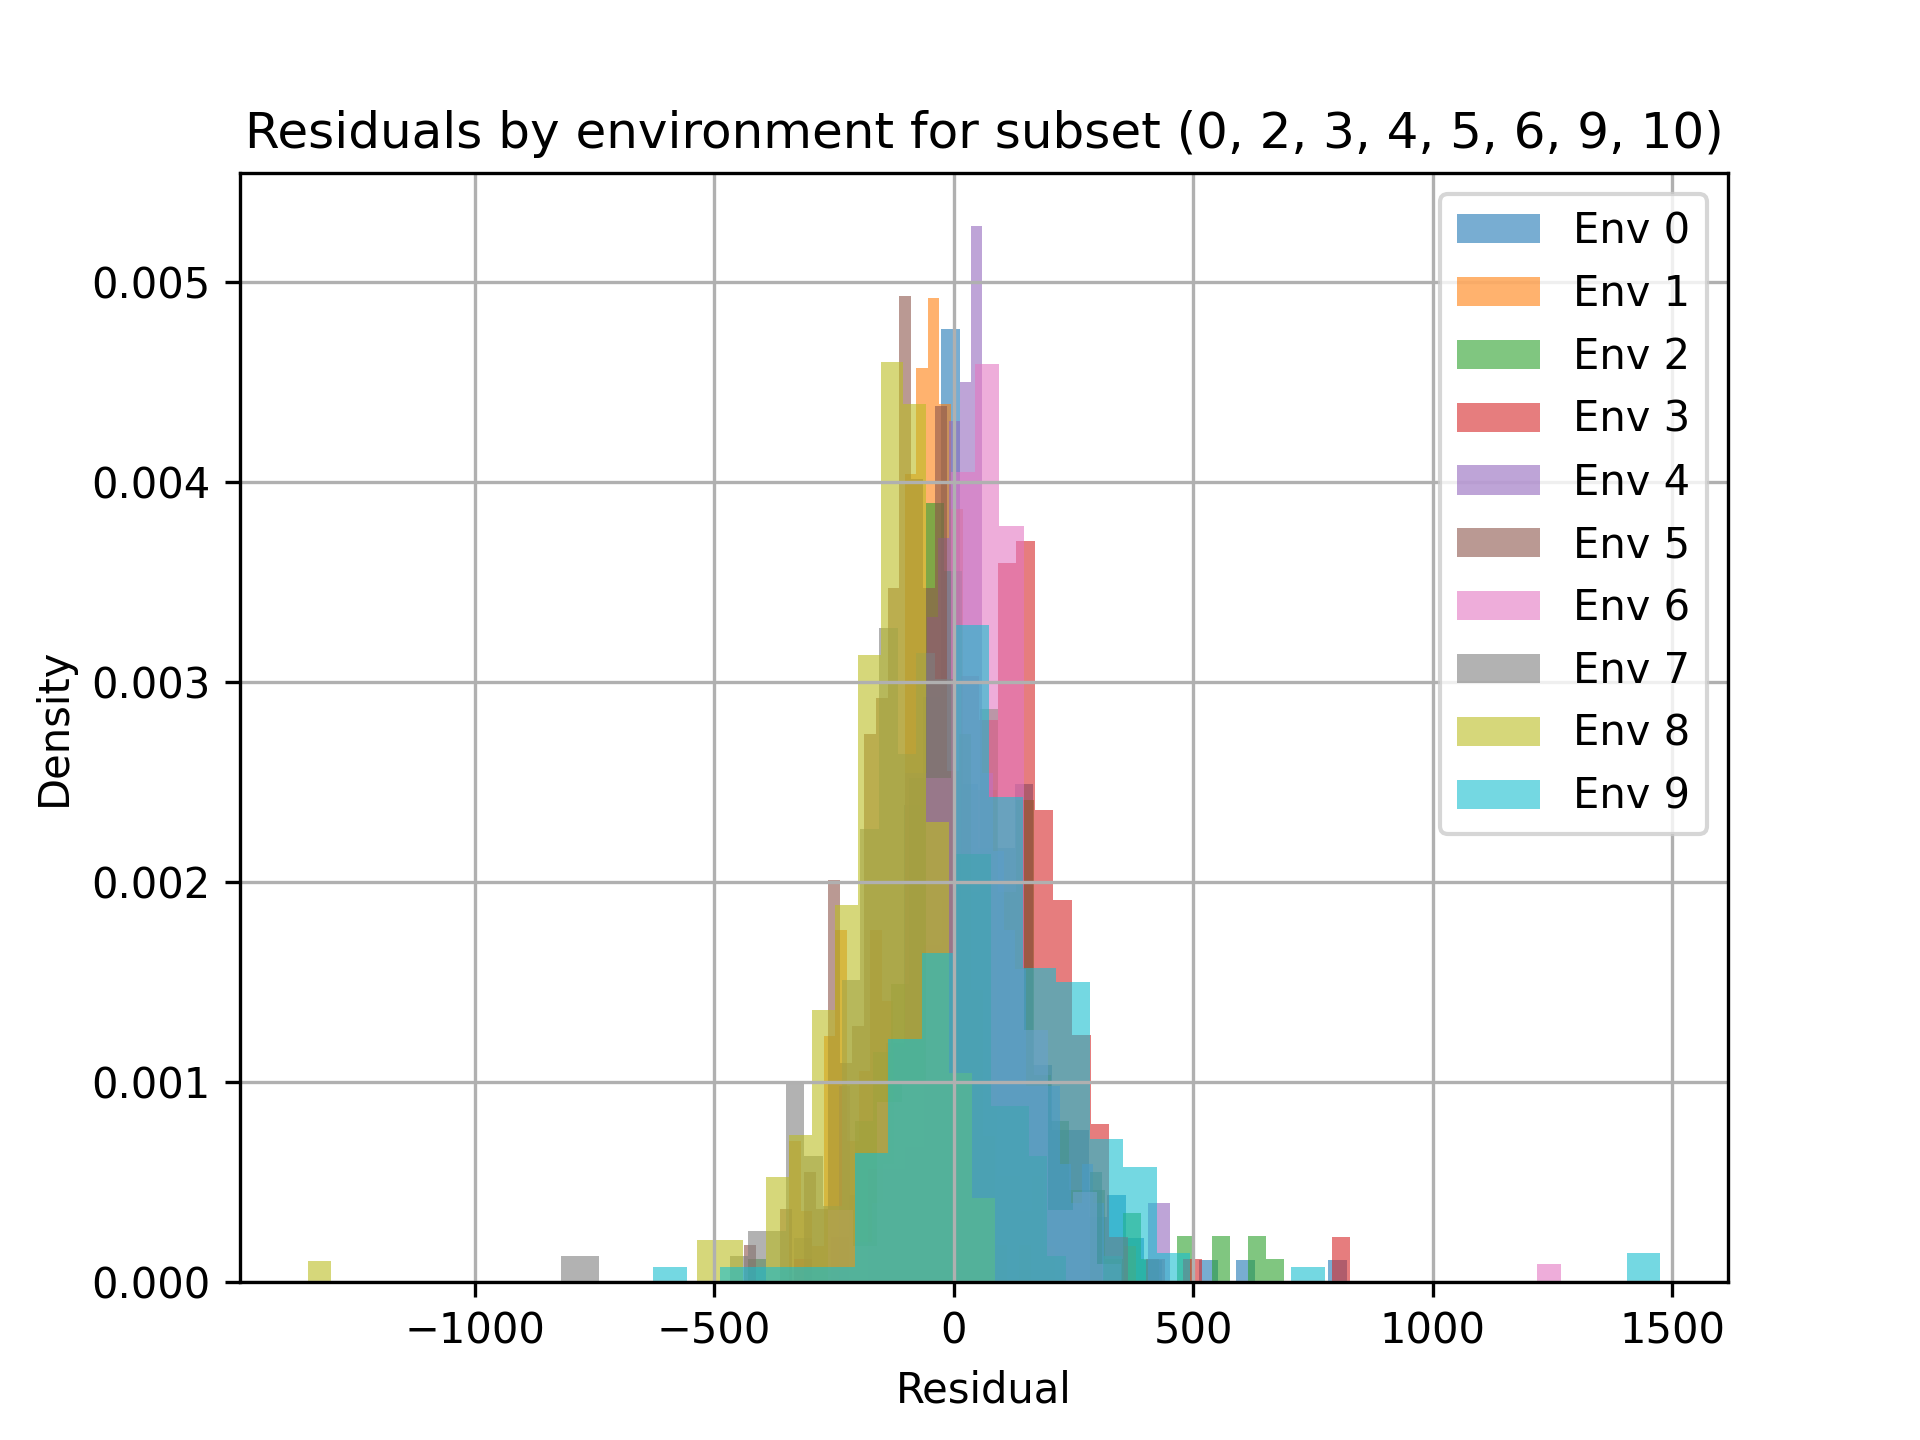 Residuals by environment for subset (0, 2, 3, 4, 5, 6, 9, 10)
Env 0
Env 1
Env 2
Env 3
Env 4
Env 5
Env 6
Env 7
Env 8
Env 9
Density
0.005
0.004
0.003
0.002
0.001
0.000
−1000 −500 0 500 1000 1500
Residual